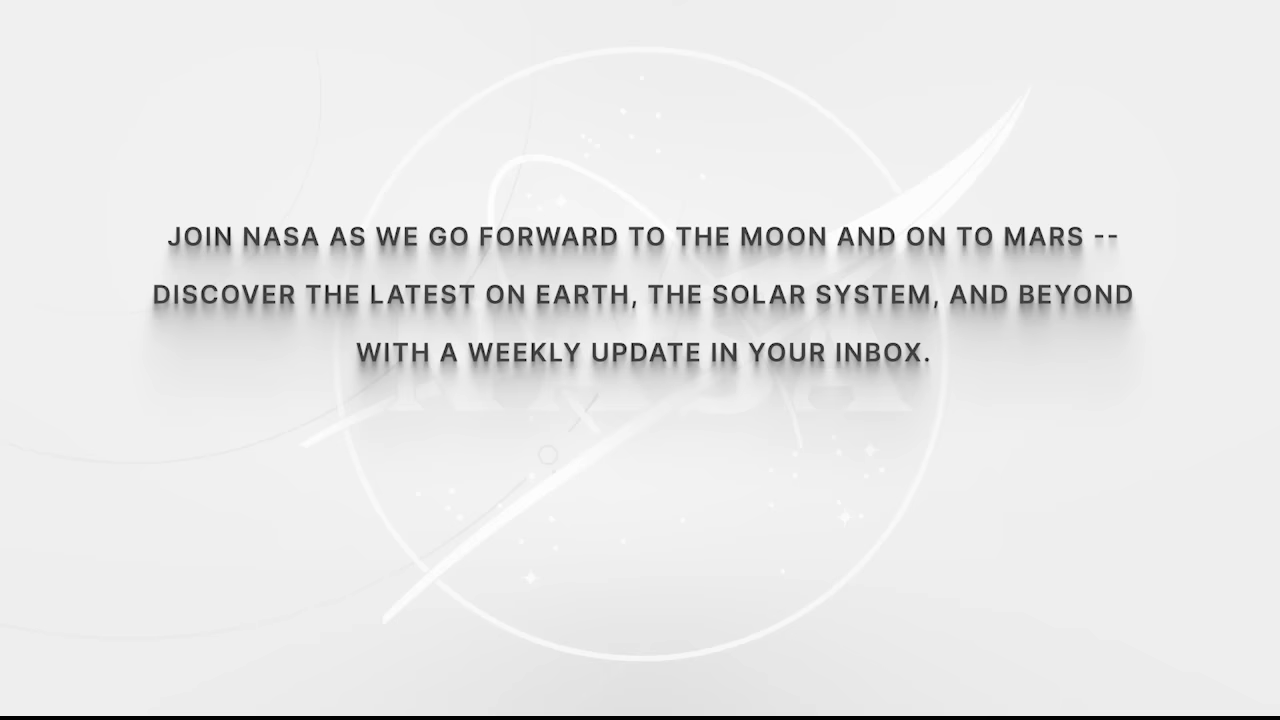 JOIN NASA AS WE GO FORWARD TO THE MOON AND ON TO MARS --
DISCOVER THE LATEST ON EARTH, THE SOLAR SYSTEM, AND BEYOND
WITH A WEEKLY UPDATE IN YOUR INBOX.
NASA